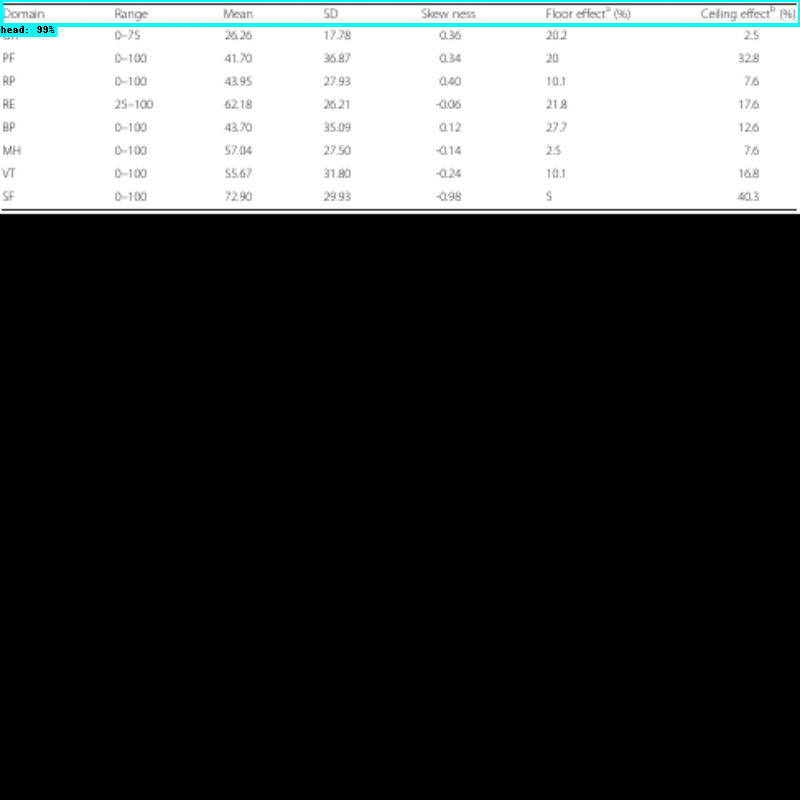 Domain Range Mean SD Skew ness Floor effectᵃ (%) Ceiling effectᵇ (%)
head: 99%
0–75 26.26 17.78 0.36 20.2 2.5
PF 0–100 41.70 36.87 0.34 20 32.8
RP 0–100 43.95 27.93 0.40 10.1 7.6
RE 25–100 62.18 26.21 -0.06 21.8 17.6
BP 0–100 43.70 35.09 0.12 27.7 12.6
MH 0–100 57.04 27.50 -0.14 2.5 7.6
VT 0–100 55.67 31.80 -0.24 10.1 16.8
SF 0–100 72.90 29.93 -0.98 5 40.3